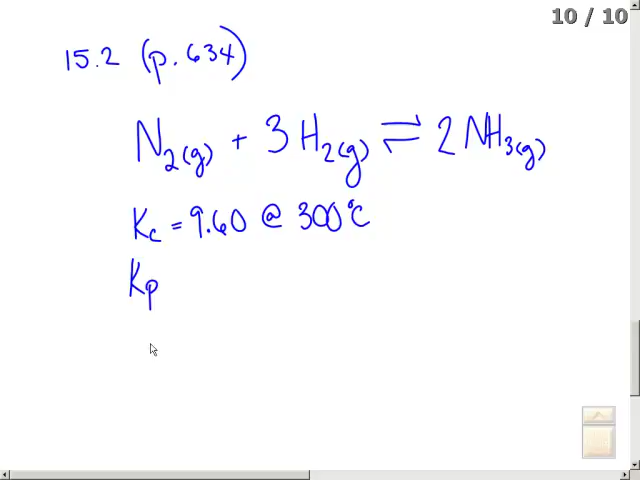 10 / 10
15.2 (p. 634)
N₂(g) + 3 H₂(g) ⇌ 2 NH₃(g)
Kc = 9.60 @ 300°C
Kp